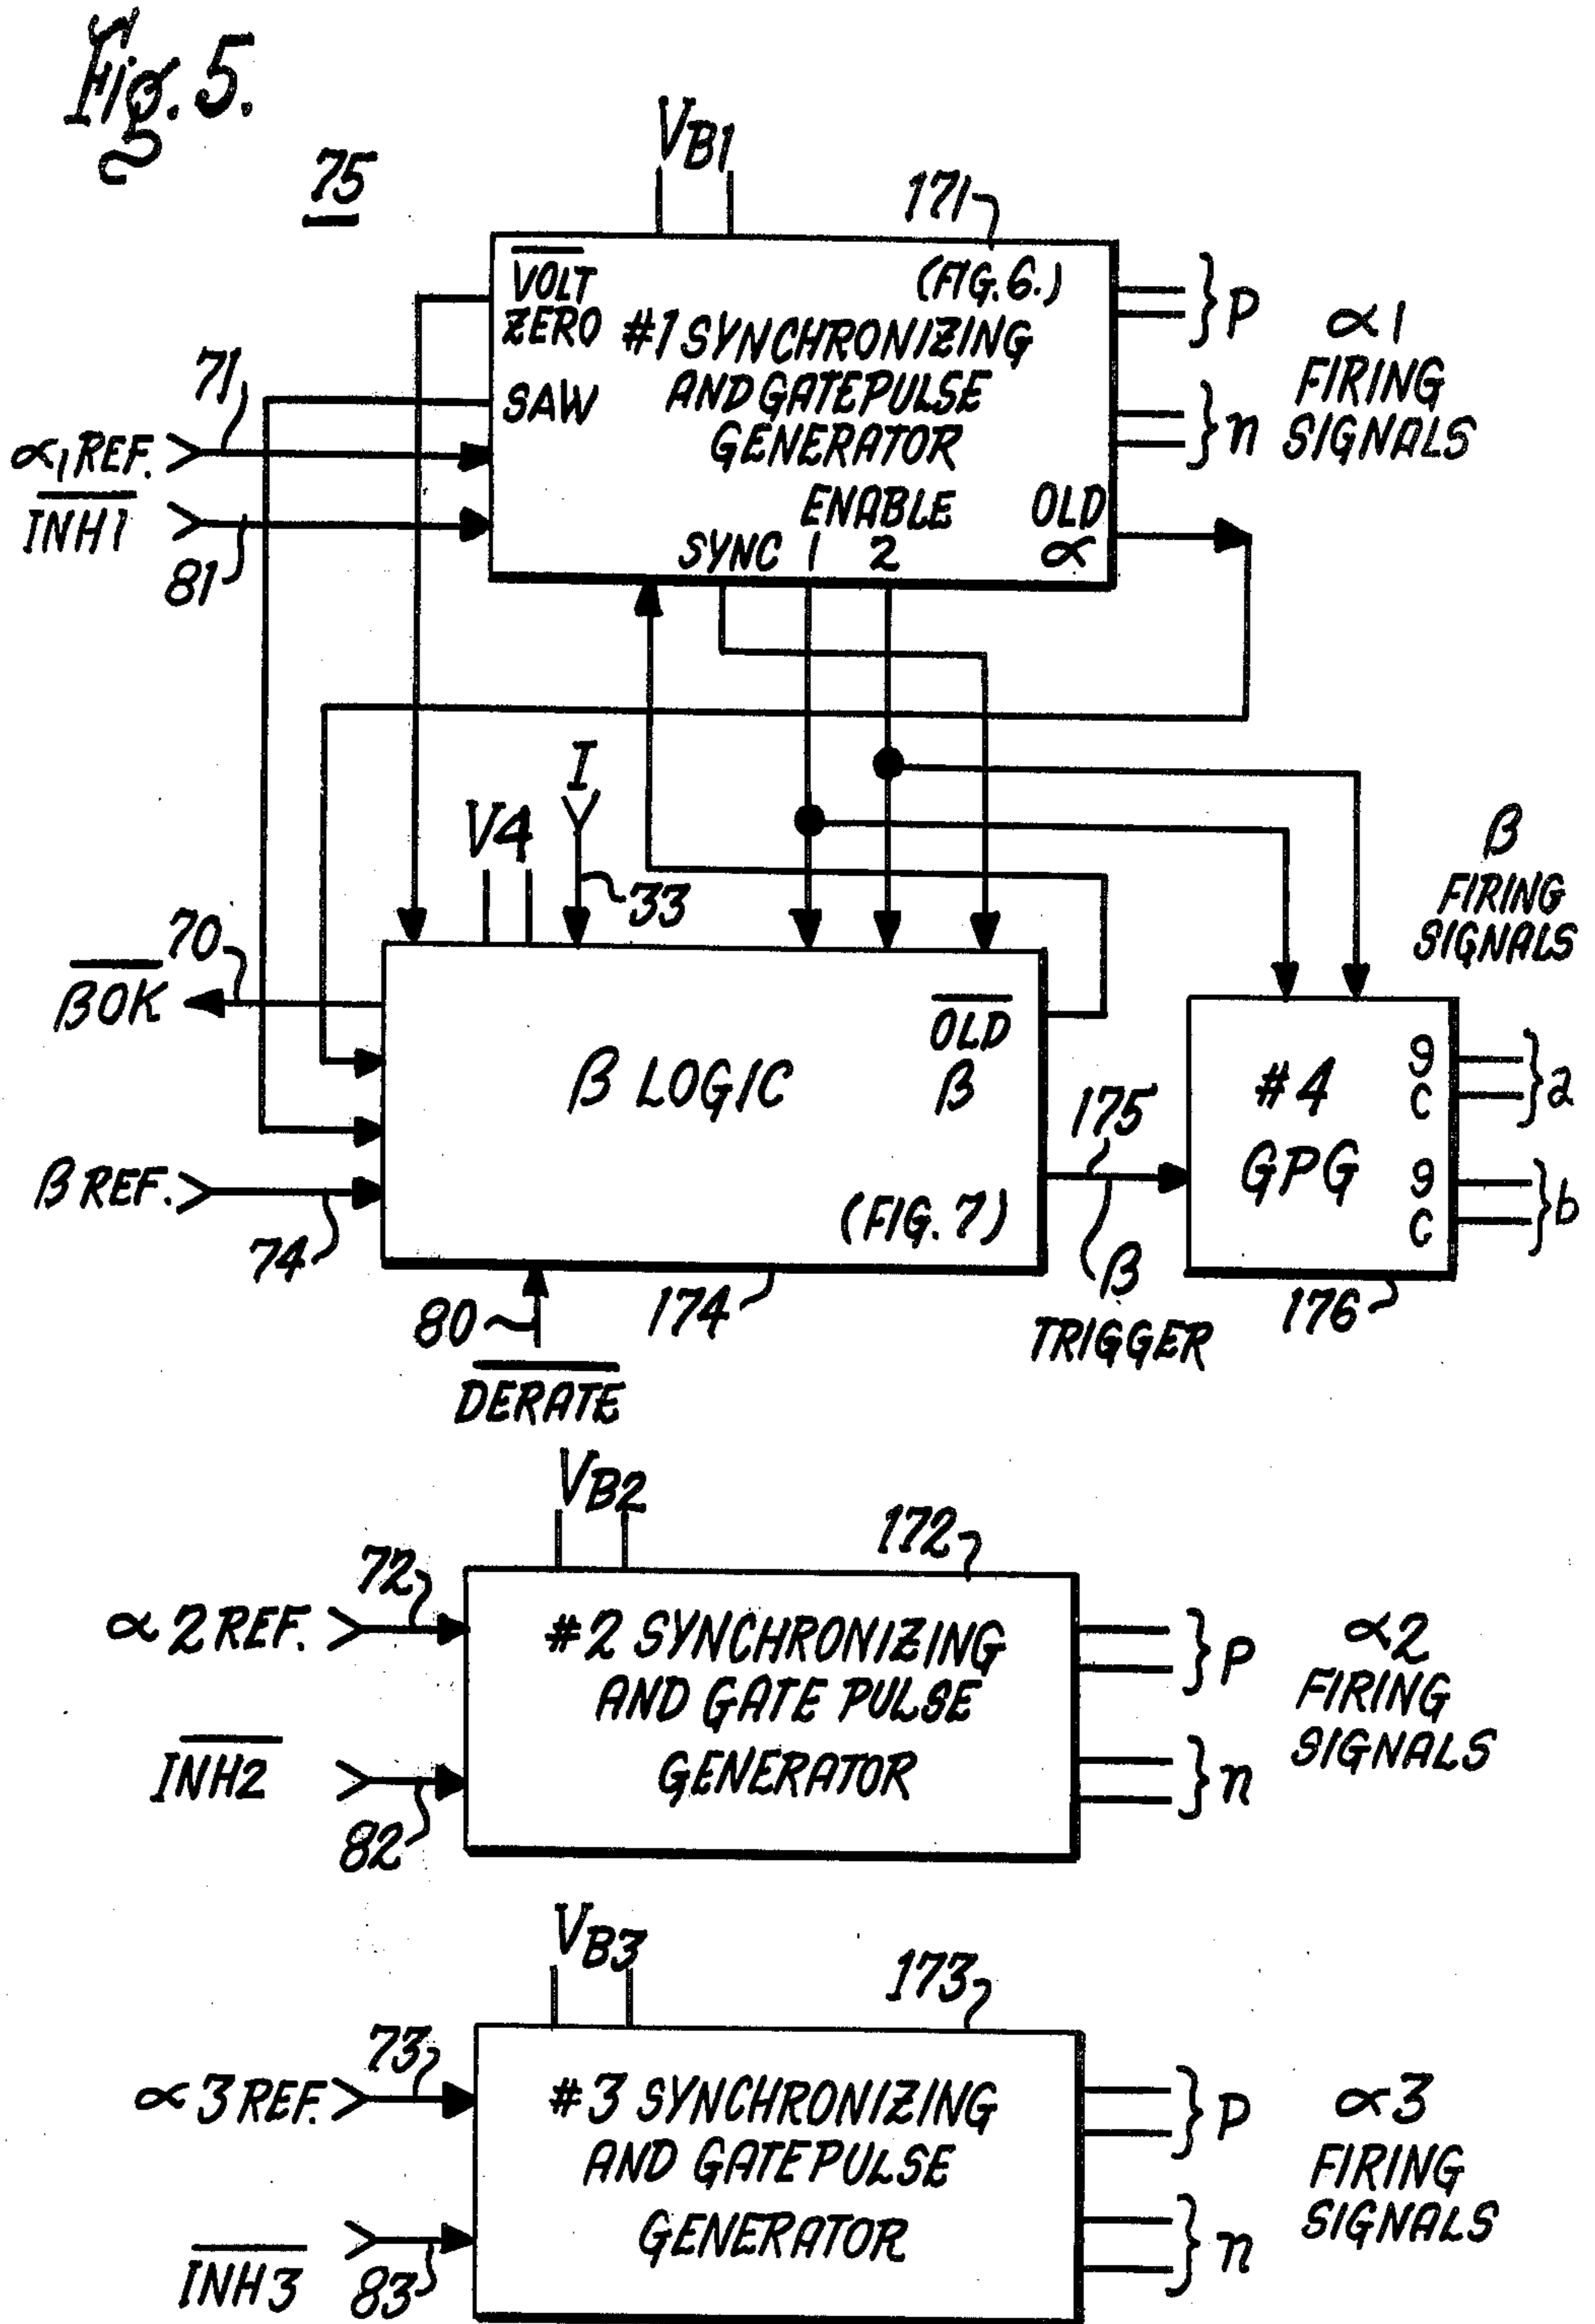 Fig. 5.
75
VB1
171
VOLT
ZERO
(FIG. 6.)
#1 SYNCHRONIZING
AND GATEPULSE
GENERATOR
SAW
ENABLE
SYNC 1 2
OLD
α
p
n
α1
FIRING
SIGNALS
71
α1 REF.
INH1
81
I
V4
33
70
βOK
β LOGIC
OLD
β
(FIG. 7)
β REF.
74
80
174
DERATE
175
β
TRIGGER
β
FIRING
SIGNALS
#4
GPG
g
c
a
g
c
b
176
VB2
172
72
α2 REF.
INH2
82
#2 SYNCHRONIZING
AND GATE PULSE
GENERATOR
p
n
α2
FIRING
SIGNALS
VB3
173
73
α3 REF.
INH3
83
#3 SYNCHRONIZING
AND GATEPULSE
GENERATOR
p
n
α3
FIRING
SIGNALS